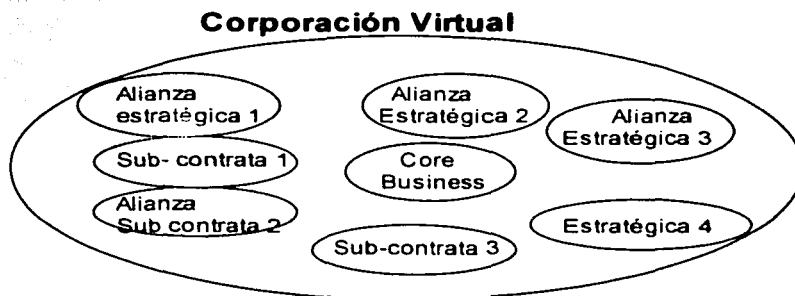 Corporación Virtual
Alianza
estratégica 1
Alianza
Estratégica 2
Alianza
Estratégica 3
Sub- contrata 1
Core
Business
Alianza
Sub contrata 2
Estratégica 4
Sub-contrata 3